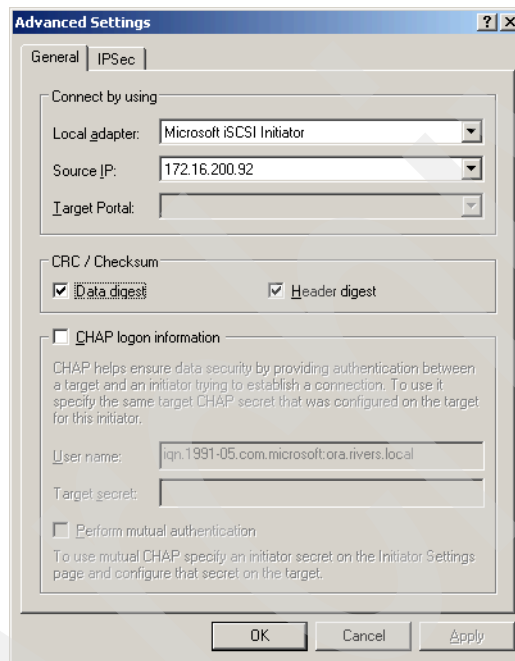 Advanced Settings
General IPSec
Connect by using
Local adapter: Microsoft iSCSI Initiator
Source IP: 172.16.200.92
Target Portal:
CRC / Checksum
Data digest Header digest
CHAP logon information
CHAP helps ensure data security by providing authentication between
a target and an initiator trying to establish a connection. To use it
specify the same target CHAP secret that was configured on the target
for this initiator.
User name: iqn.1991-05.com.microsoft:ora.rivers.local
Target secret:
Perform mutual authentication
To use mutual CHAP specify an initiator secret on the Initiator Settings
page and configure that secret on the target.
OK Cancel Apply